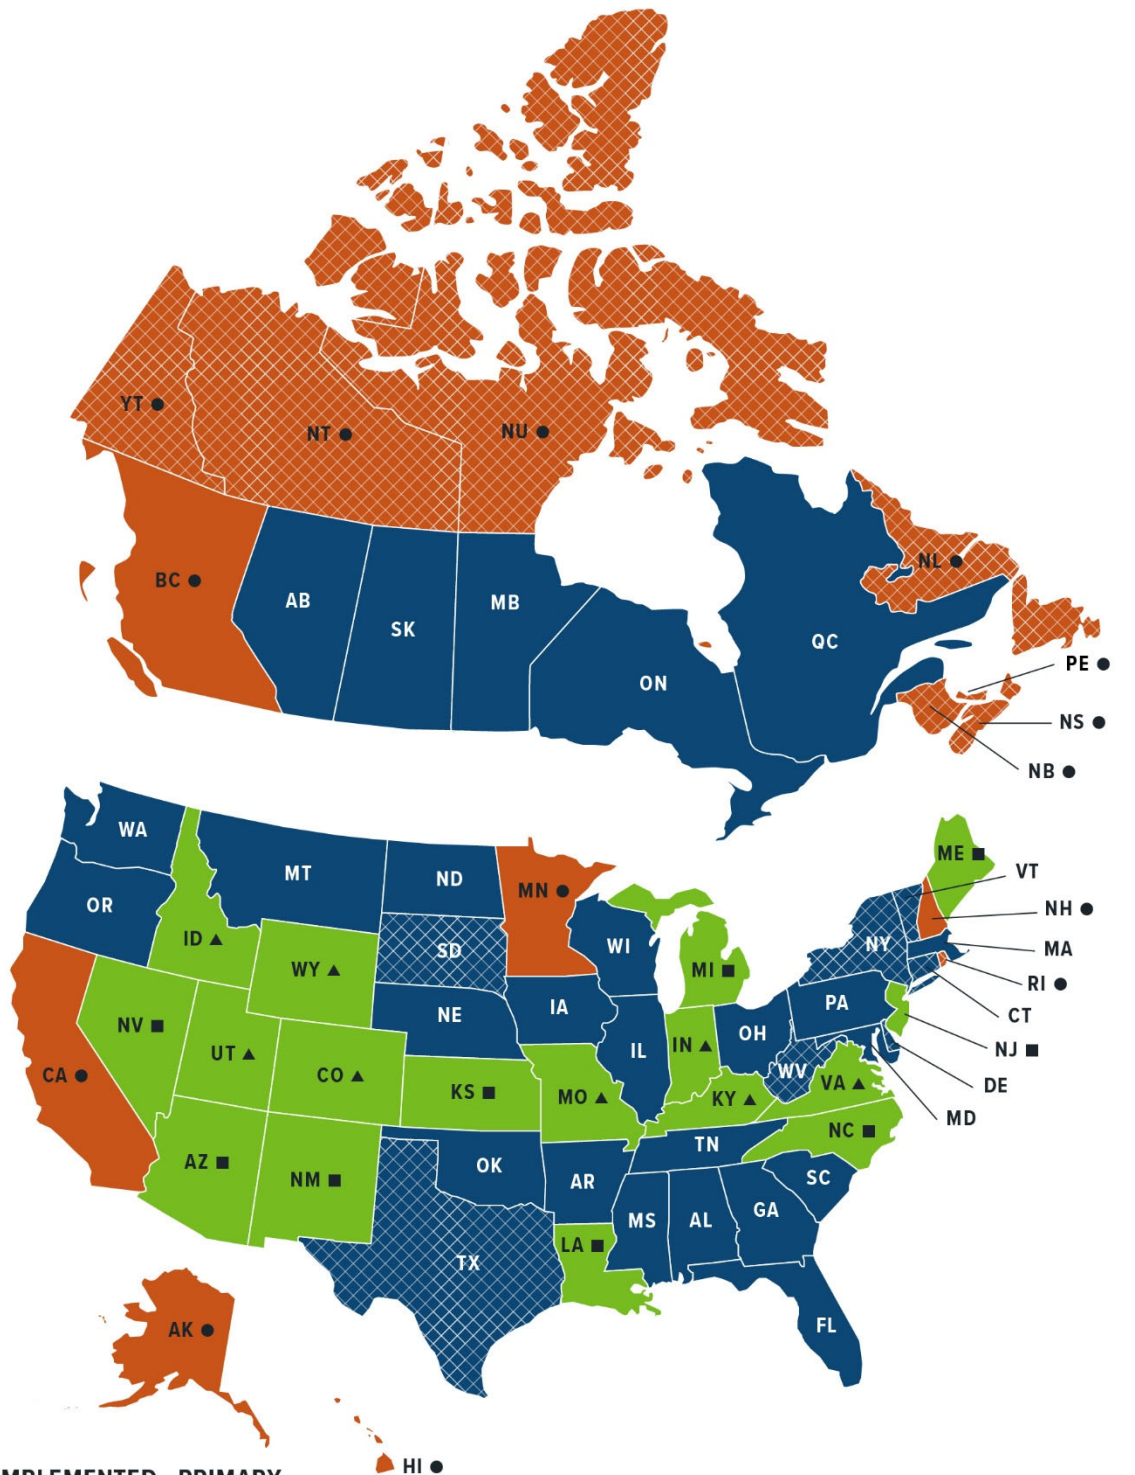 YT ●
NT ●
NU ●
NL ●
BC ●
AB
SK
MB
ON
QC
PE ●
NS ●
NB ●
WA
MT
ND
MN ●
ME ■
VT
OR
NH ●
ID ▲
SD
WI
NY
MA
WY ▲
MI ■
RI ●
NV ■
NE
IA
PA
CT
UT ▲
IL
IN ▲
OH
NJ ■
CA ●
CO ▲
KS ■
MO ▲
KY ▲
WV
VA ▲
DE
MD
AZ ■
NM ■
OK
AR
TN
NC ■
SC
MS
AL
GA
LA ■
TX
FL
AK ●
HI ●